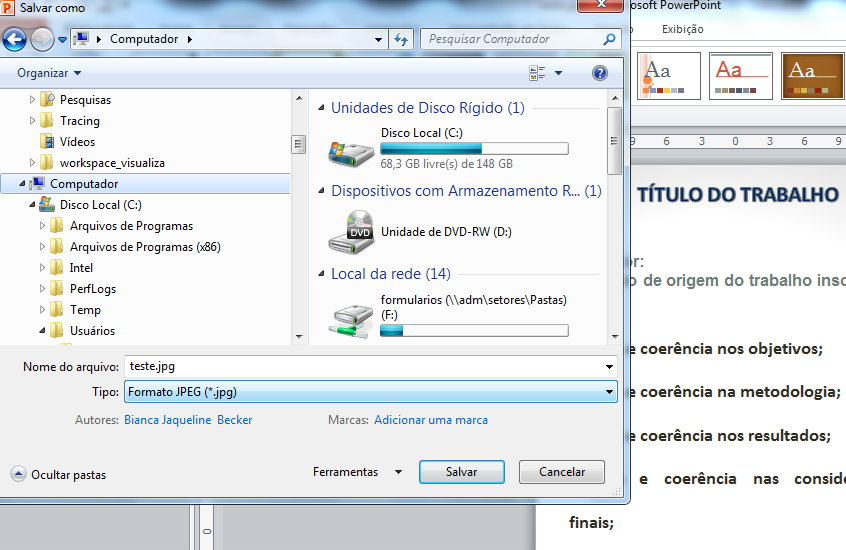 Salvar como
osoft PowerPoint
Computador
Pesquisar Computador
Exibição
Organizar
Aa Aa Aa
Pesquisas
Tracing
Vídeos
workspace_visualiza
Computador
Disco Local (C:)
Arquivos de Programas
Arquivos de Programas (x86)
Intel
PerfLogs
Temp
Usuários
Unidades de Disco Rígido (1)
Disco Local (C:)
68,3 GB livre(s) de 148 GB
Dispositivos com Armazenamento R... (1)
DVD
Unidade de DVD-RW (D:)
Local da rede (14)
formularios (\\adm\setores\Pastas)
(F:)
9 6 3 0 3 6
TÍTULO DO TRABALHO
or:
o de origem do trabalho inso
e coerência nos objetivos;
e coerência na metodologia;
e coerência nos resultados;
e coerência nas conside
finais;
Nome do arquivo: teste.jpg
Tipo: Formato JPEG (*.jpg)
Autores: Bianca Jaqueline Becker
Marcas: Adicionar uma marca
Ocultar pastas
Ferramentas
Salvar
Cancelar
0